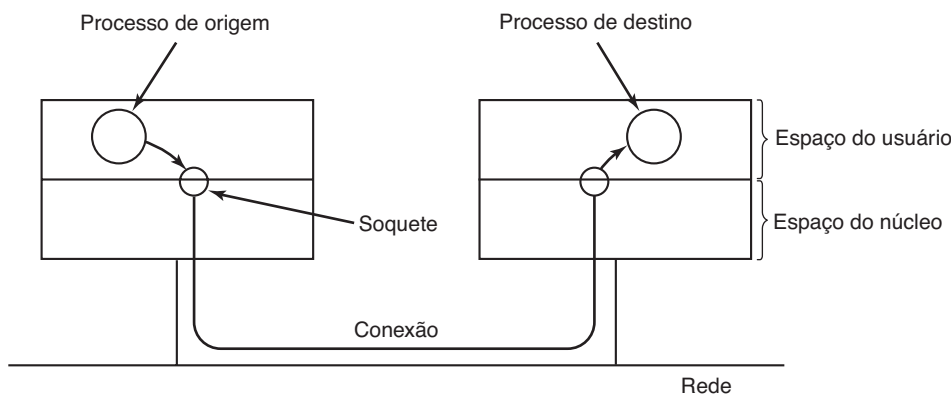 Processo de origem
Processo de destino
Espaço do usuário
Espaço do núcleo
Soquete
Conexão
Rede